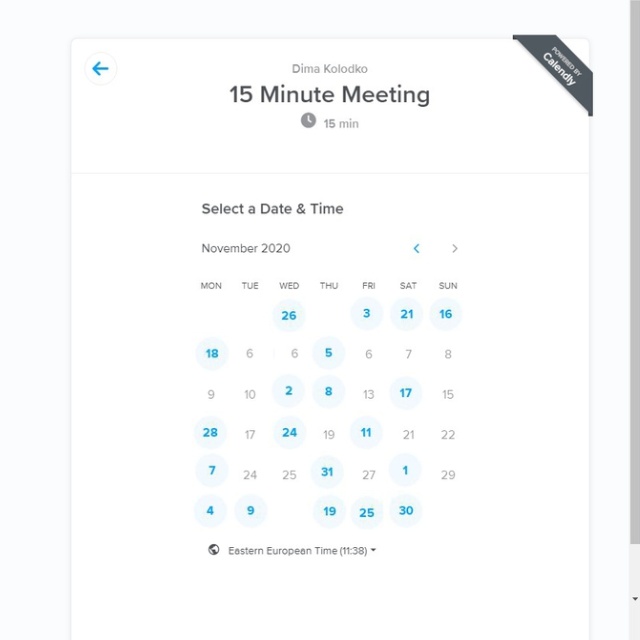 POWERED BY
Calendly
Dima Kolodko
15 Minute Meeting
15 min
Select a Date & Time
November 2020
MON TUE WED THU FRI SAT SUN
26 3 21 16
18 6 6 5 6 7 8
9 10 2 8 13 17 15
28 17 24 19 11 21 22
7 24 25 31 27 1 29
4 9 19 25 30
Eastern European Time (11:38)